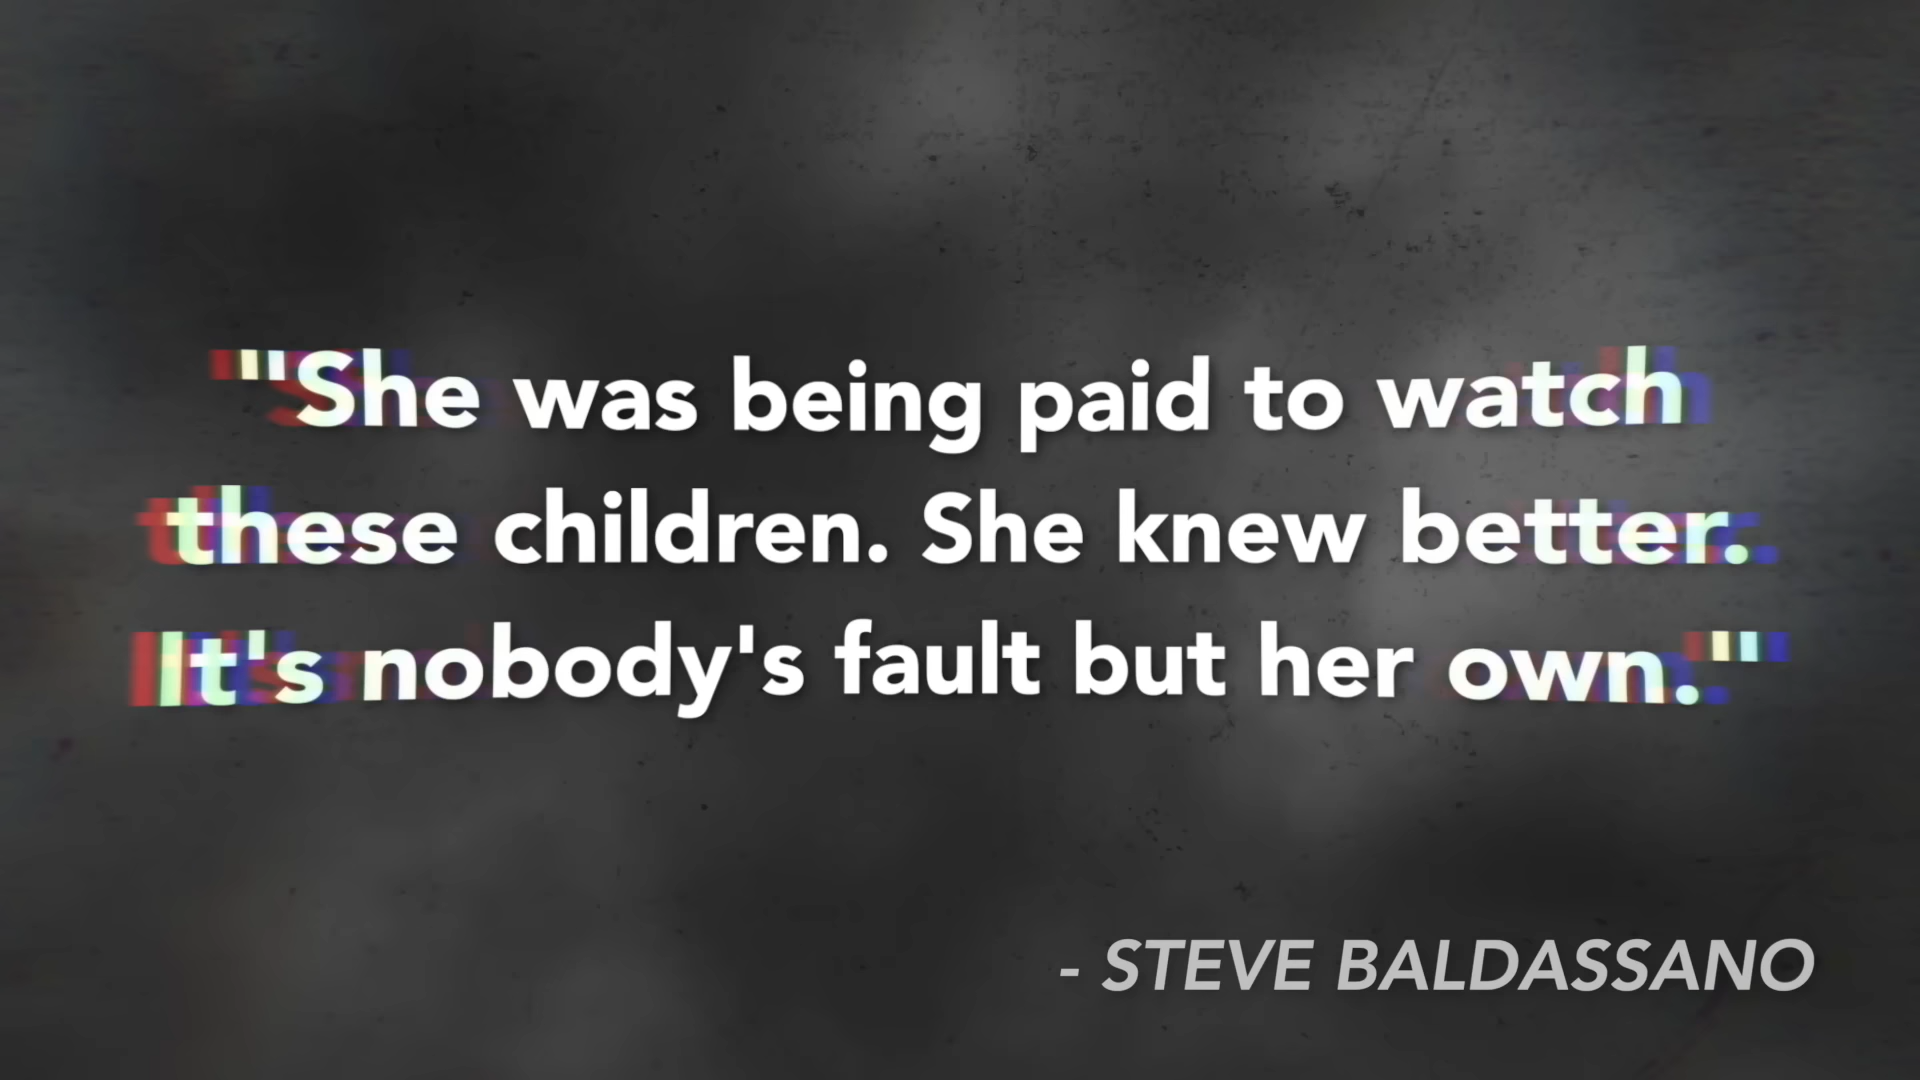 "She was being paid to watch
these children. She knew better.
It's nobody's fault but her own."
- STEVE BALDASSANO